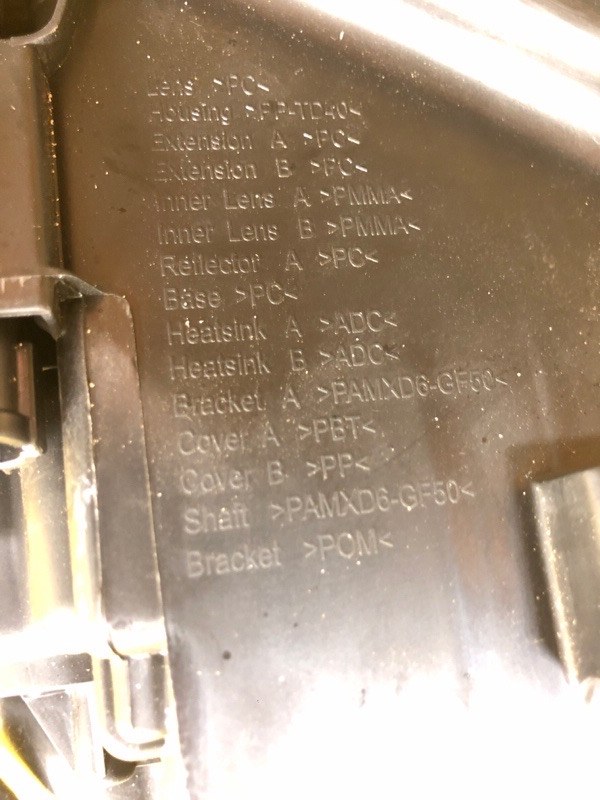 Lens >PC<
Housing >PP-TD40<
Extension A >PC<
Extension B >PC<
Inner Lens A >PMMA<
Inner Lens B >PMMA<
Reflector A >PC<
Base >PC<
Heatsink A >ADC<
Heatsink B >ADC<
Bracket A >PAMXD6-GF50<
Cover A >PBT<
Cover B >PP<
Shaft >PAMXD6-GF50<
Bracket >POM<